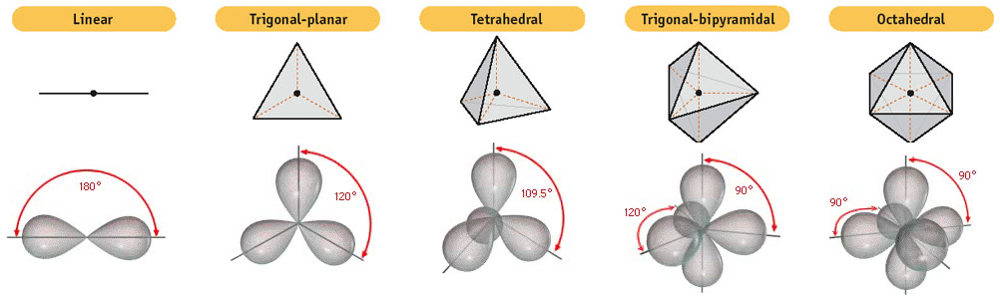 Linear
Trigonal-planar
Tetrahedral
Trigonal-bipyramidal
Octahedral
180°
120°
109.5°
120°
90°
90°
90°